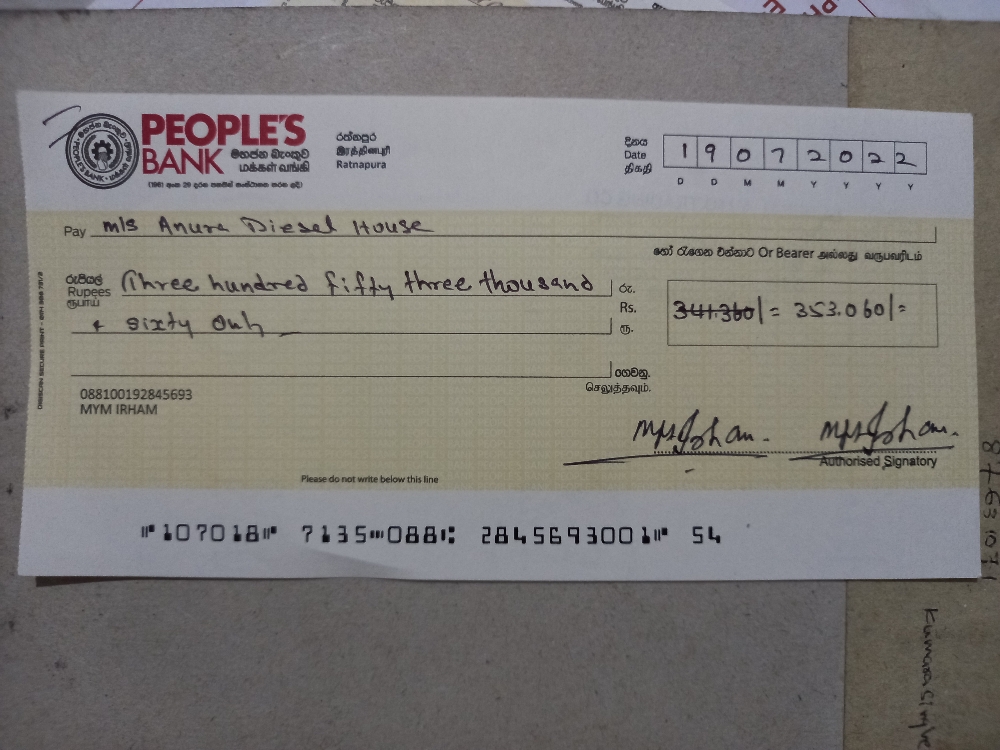 PEOPLE'S
BANK මහජන බැංකුව
மக்கள் வங்கி
රත්නපුර
இரத்தினபுரி
Ratnapura
දිනය
Date
திகதி
1 9 0 7 2 0 2 2
D D M M Y Y Y Y
Pay m/s Anura Diesel House
හෝ රැගෙන එන්නාට Or Bearer அல்லது வருபவரிடம்
රුපියල්
Rupees
ரூபாய்
Three hundred fifty three thousand
& sixty only
රු.
Rs.
ரூ.
341.360/= 353.060/=
ගෙවනු.
செலுத்தவும்.
088100192845693
MYM IRHAM
Authorised Signatory
Please do not write below this line
⑈107018⑈ 7135⑉088⑆ 2845693001⑈ 54
Kumarasingh